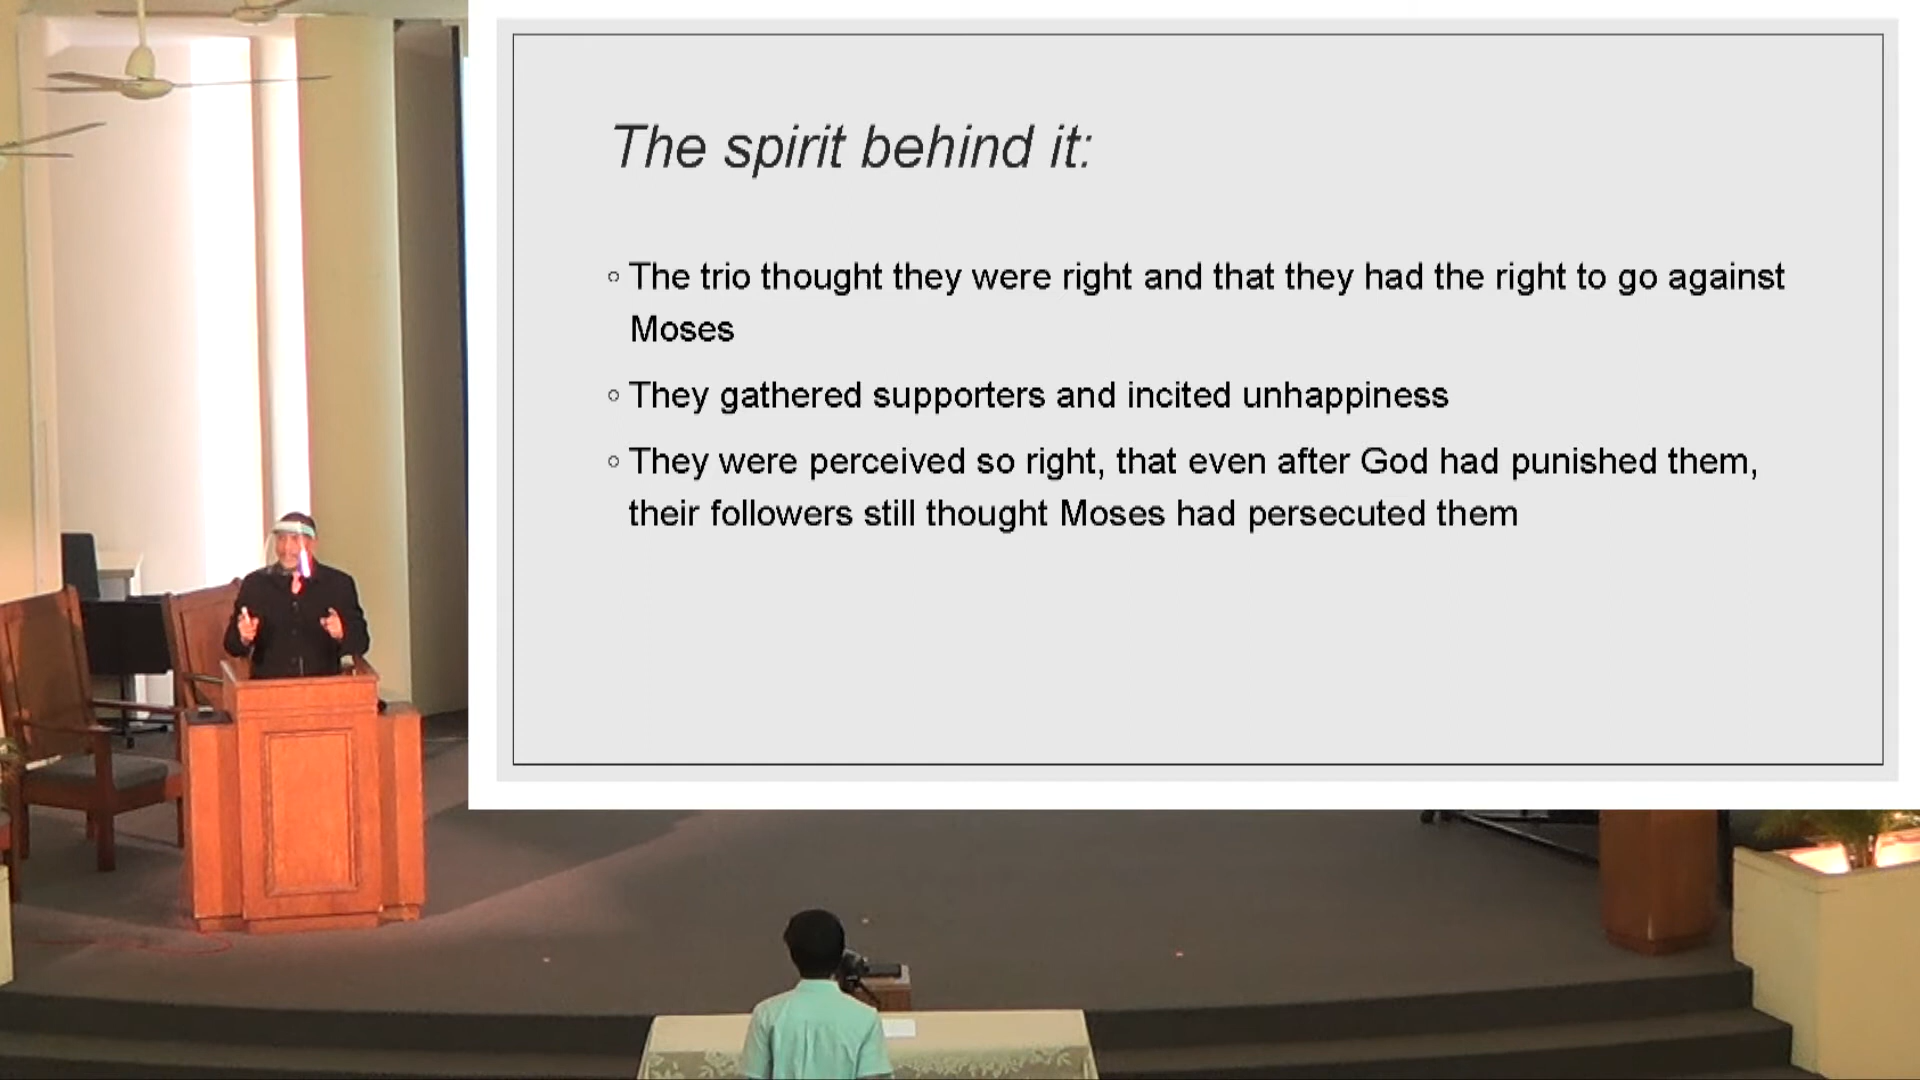 The spirit behind it:
The trio thought they were right and that they had the right to go against
Moses
They gathered supporters and incited unhappiness
They were perceived so right, that even after God had punished them,
their followers still thought Moses had persecuted them